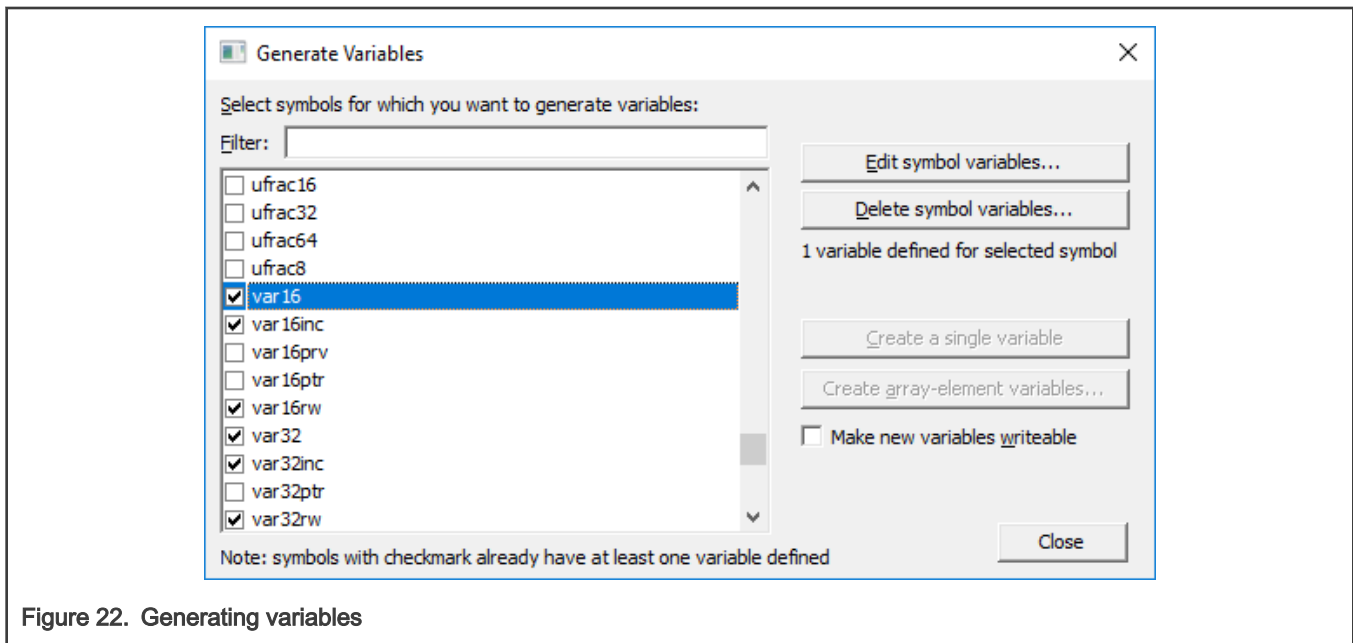 Generate Variables
Select symbols for which you want to generate variables:
Filter:
ufrac16
ufrac32
ufrac64
ufrac8
var16
var16inc
var16prv
var16ptr
var16rw
var32
var32inc
var32ptr
var32rw
Note: symbols with checkmark already have at least one variable defined
Edit symbol variables...
Delete symbol variables...
1 variable defined for selected symbol
Create a single variable
Create array-element variables...
Make new variables writeable
Close
Figure 22. Generating variables